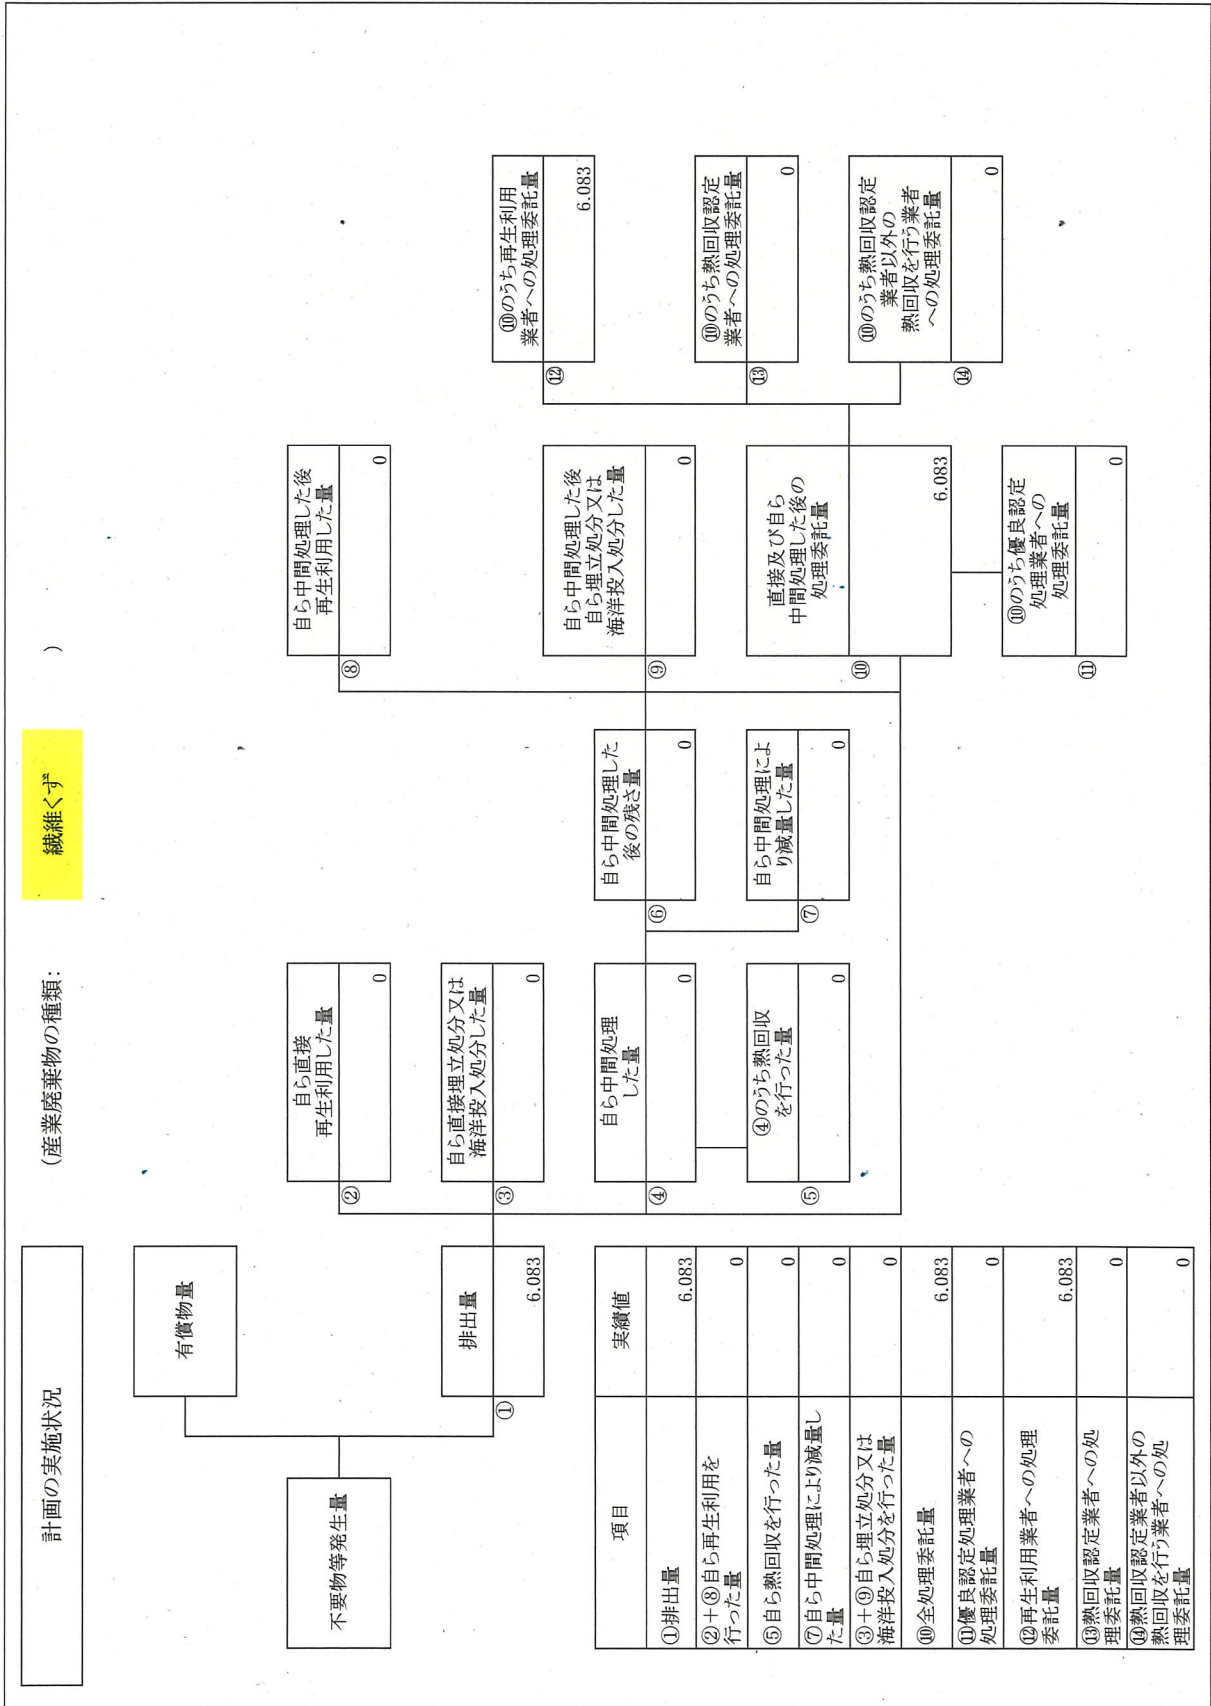 計画の実施状況
(産業廃棄物の種類:
繊維くず
)
不要物等発生量
有償物量
①
排出量
6.083
②
自ら直接
再生利用した量
0
③
自ら直接埋立処分又は
海洋投入処分した量
0
④
自ら中間処理
した量
0
⑤
④のうち熱回収
を行った量
0
⑥
自ら中間処理した
後の残さ量
0
⑦
自ら中間処理によ
り減量した量
0
⑧
自ら中間処理した後
再生利用した量
0
⑨
自ら中間処理した後
自ら埋立処分又は
海洋投入処分した量
0
⑩
直接及び自ら
中間処理した後の
処理委託量
6.083
⑪
⑩のうち優良認定
処理業者への
処理委託量
0
⑫
⑩のうち再生利用
業者への処理委託量
6.083
⑬
⑩のうち熱回収認定
業者への処理委託量
0
⑭
⑩のうち熱回収認定
業者以外の
熱回収を行う業者
への処理委託量
0
項目
実績値
①排出量
6.083
②+⑧自ら再生利用を
行った量
0
⑤自ら熱回収を行った量
0
⑦自ら中間処理により減量し
た量
0
③+⑨自ら埋立処分又は
海洋投入処分を行った量
0
⑩全処理委託量
6.083
⑪優良認定処理業者への
処理委託量
0
⑫再生利用業者への処理
委託量
6.083
⑬熱回収認定業者への処
理委託量
0
⑭熱回収認定業者以外の
熱回収を行う業者への処
理委託量
0